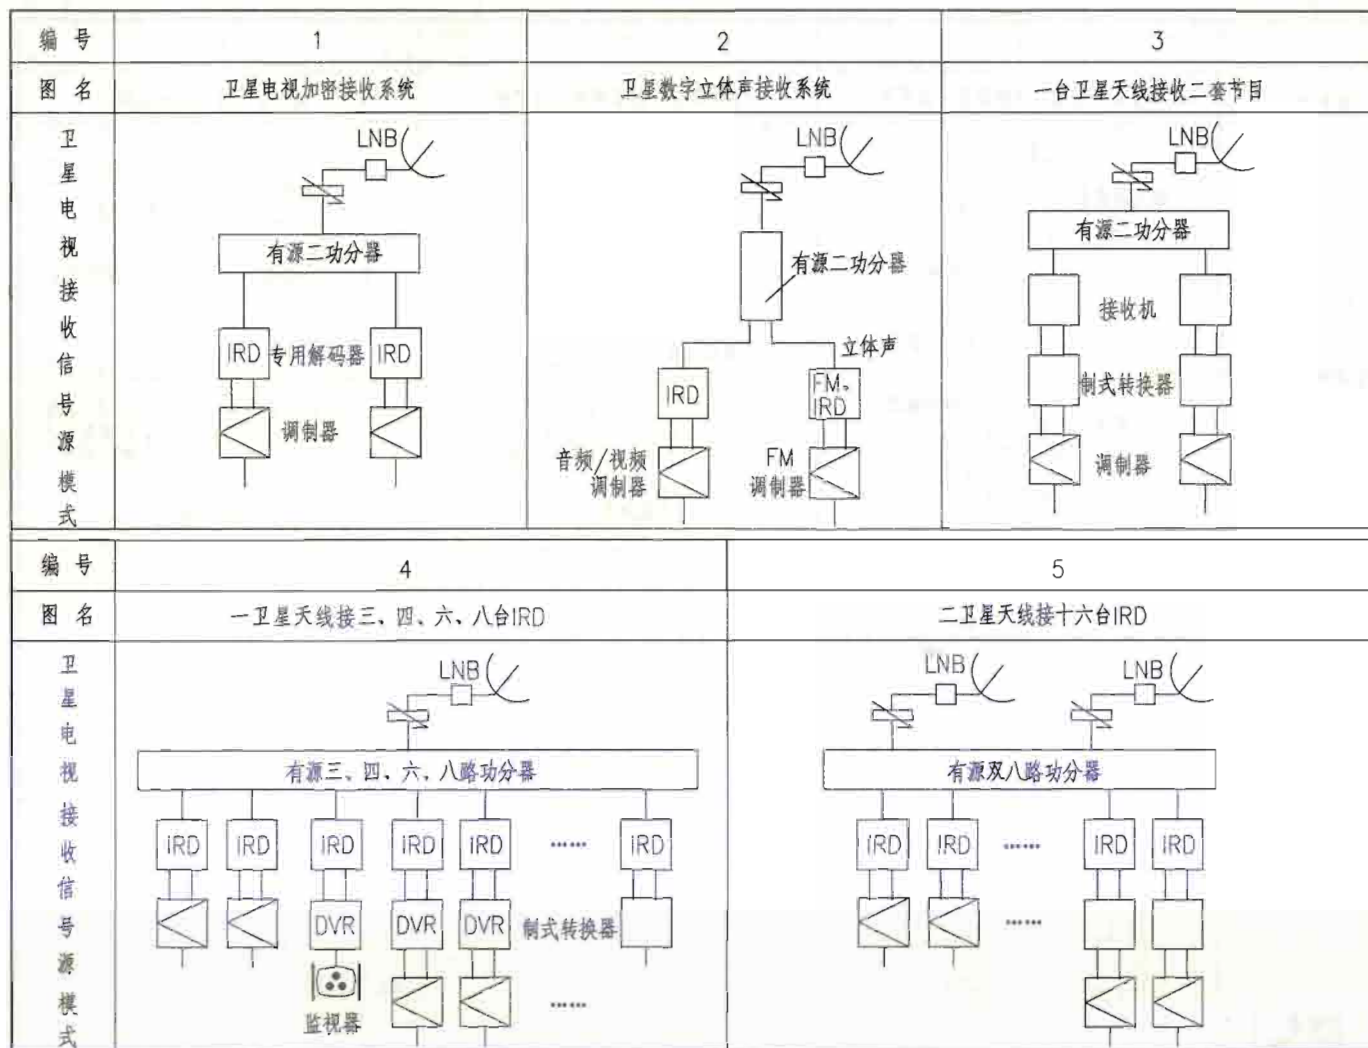 编号 1 2 3
图名 卫星电视加密接收系统 卫星数字立体声接收系统 一台卫星天线接收二套节目
卫星电视接收信号源模式
LNB
有源二功分器
IRD 专用解码器 IRD
调制器
LNB
有源二功分器
立体声
IRD FM。IRD
音频/视频调制器 FM调制器
LNB
有源二功分器
接收机
制式转换器
调制器
编号 4 5
图名 一卫星天线接三、四、六、八台IRD 二卫星天线接十六台IRD
卫星电视接收信号源模式
LNB
有源三、四、六、八路功分器
IRD IRD IRD IRD IRD …… IRD
DVR DVR DVR 制式转换器
监视器 ……
LNB LNB
有源双八路功分器
IRD IRD …… IRD IRD
……